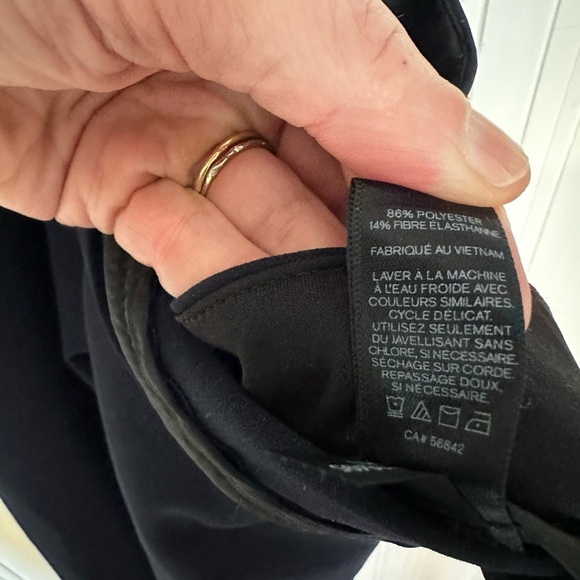 86% POLYESTER
14% FIBRE ÉLASTHANNE
FABRIQUÉ AU VIETNAM
LAVER À LA MACHINE
À L'EAU FROIDE AVEC
COULEURS SIMILAIRES.
CYCLE DÉLICAT.
UTILISEZ SEULEMENT
DU JAVELLISANT SANS
CHLORE, SI NÉCESSAIRE.
SÉCHAGE SUR CORDE.
REPASSAGE DOUX,
SI NÉCESSAIRE.
CA# 56842